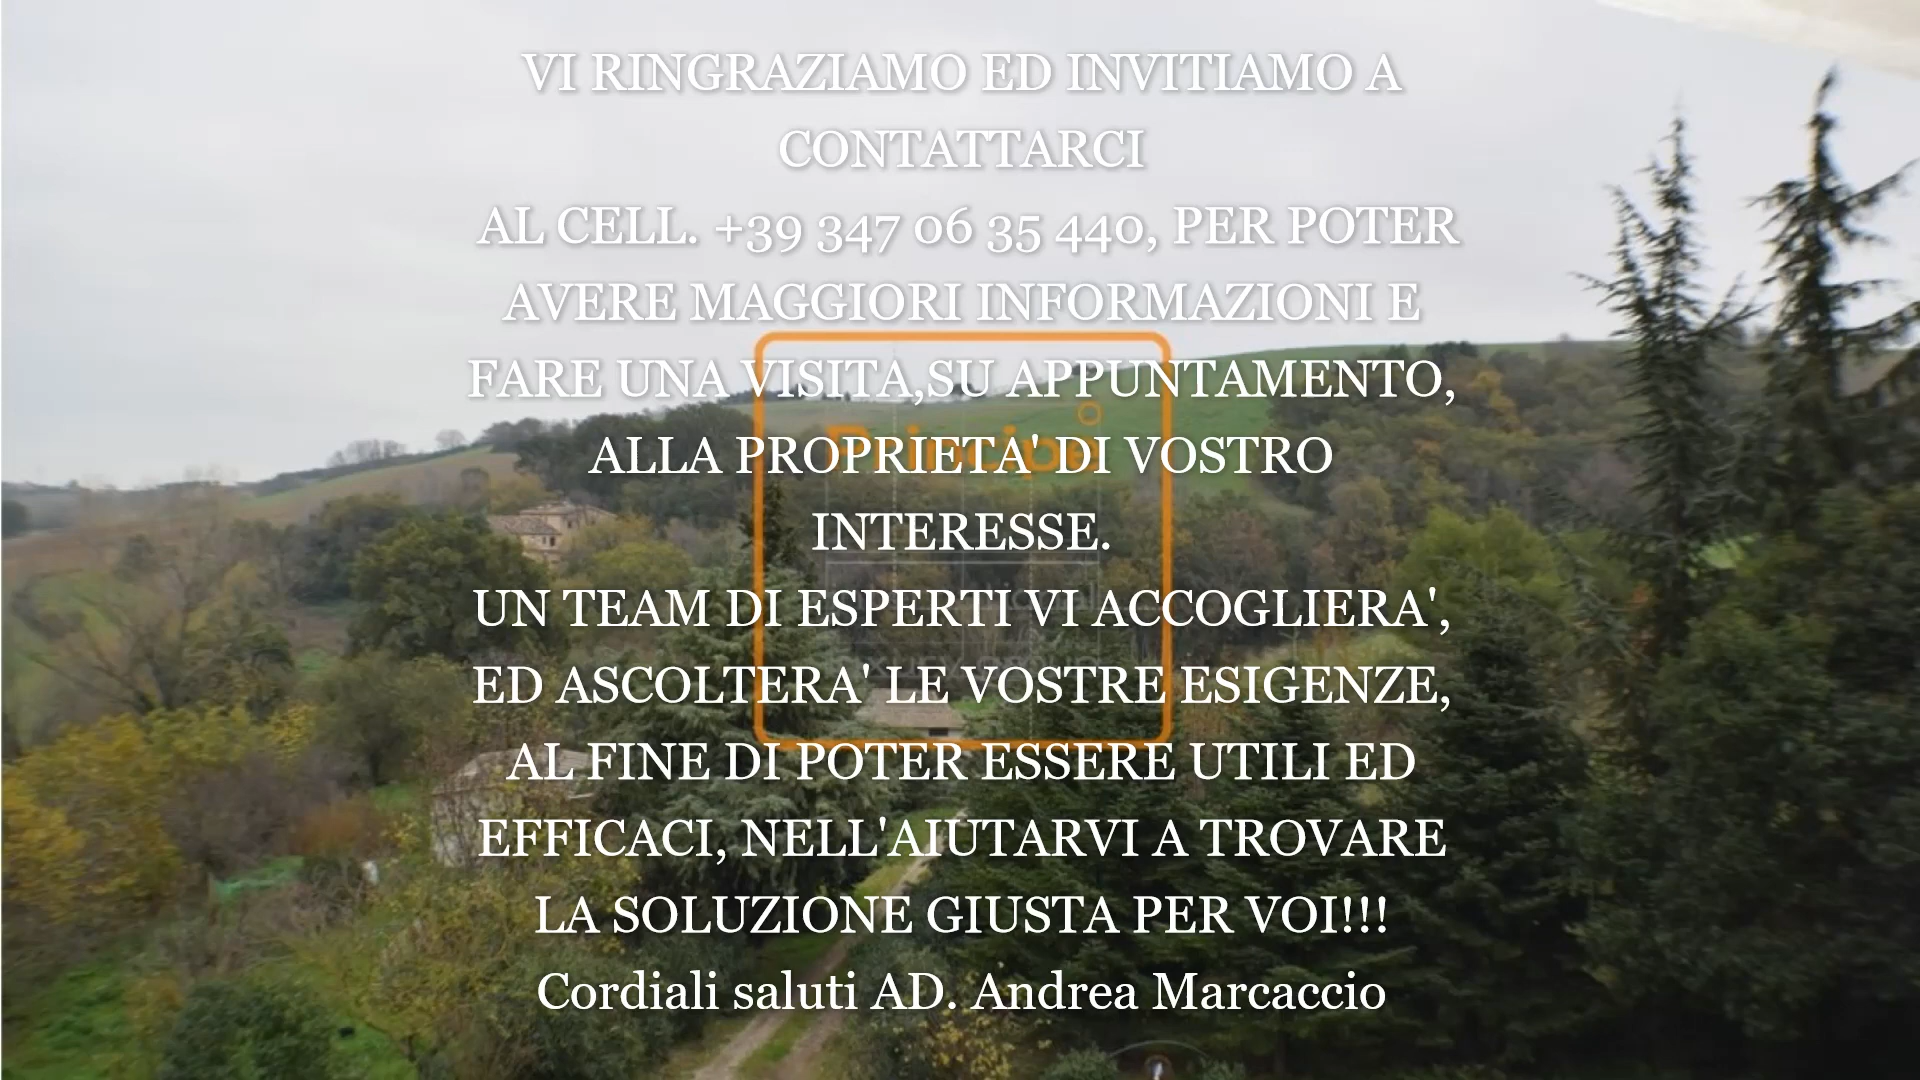 VI RINGRAZIAMO ED INVITIAMO A
CONTATTARCI
AL CELL. +39 347 06 35 440, PER POTER
AVERE MAGGIORI INFORMAZIONI E
FARE UNA VISITA,SU APPUNTAMENTO,
ALLA PROPRIETA' DI VOSTRO
INTERESSE.
UN TEAM DI ESPERTI VI ACCOGLIERA',
ED ASCOLTERA' LE VOSTRE ESIGENZE,
AL FINE DI POTER ESSERE UTILI ED
EFFICACI, NELL'AIUTARVI A TROVARE
LA SOLUZIONE GIUSTA PER VOI!!!
Cordiali saluti AD. Andrea Marcaccio